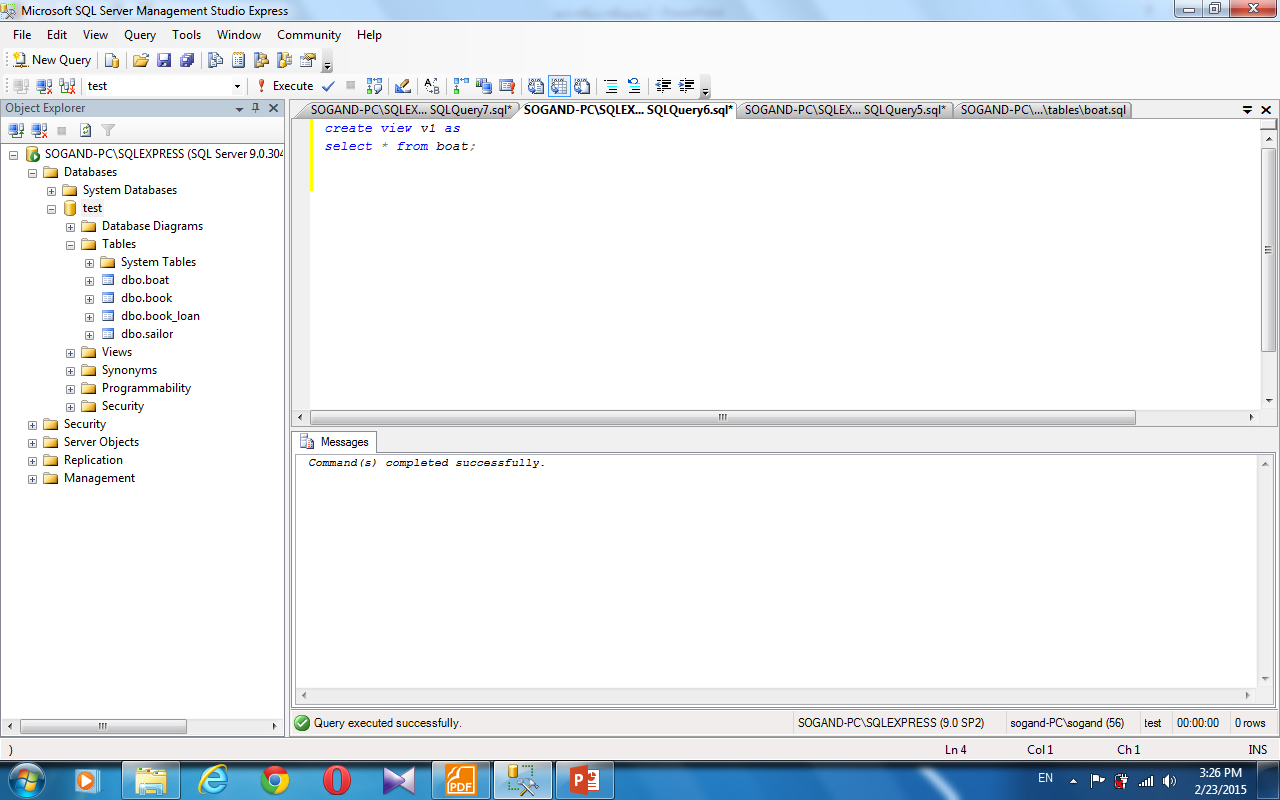 Microsoft SQL Server Management Studio Express
File Edit View Query Tools Window Community Help
New Query
test Execute
Object Explorer
SOGAND-PC\SQLEXPRESS (SQL Server 9.0.304
Databases
System Databases
test
Database Diagrams
Tables
System Tables
dbo.boat
dbo.book
dbo.book_loan
dbo.sailor
Views
Synonyms
Programmability
Security
Security
Server Objects
Replication
Management
SOGAND-PC\SQLEX... SQLQuery7.sql* SOGAND-PC\SQLEX... SQLQuery6.sql* SOGAND-PC\SQLEX... SQLQuery5.sql* SOGAND-PC\...\tables\boat.sql
create view v1 as
select * from boat;
Messages
Command(s) completed successfully.
Query executed successfully. SOGAND-PC\SQLEXPRESS (9.0 SP2) sogand-PC\sogand (56) test 00:00:00 0 rows
) Ln 4 Col 1 Ch 1 INS
PDF
P
EN
3:26 PM
2/23/2015